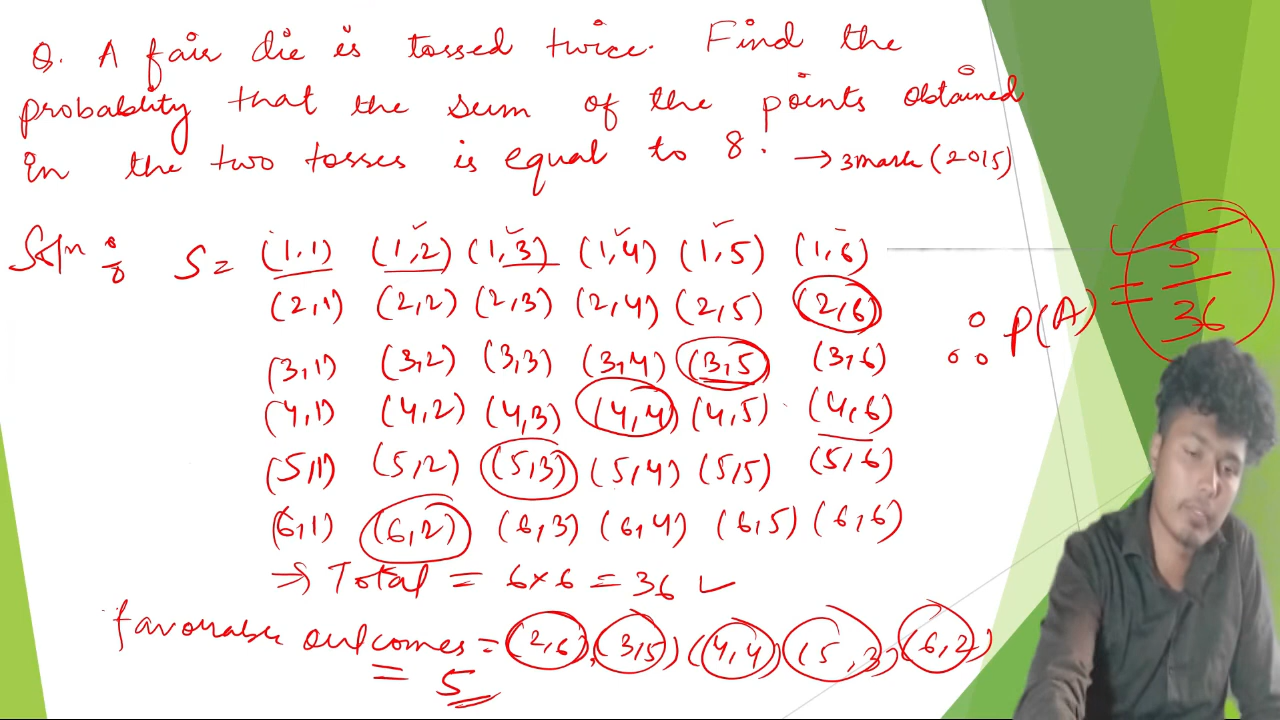 Q. A fair die is tossed twice. Find the
probability that the sum of the points obtained
in the two tosses is equal to 8. → 3 mark (2015)
Soln : S = (1,1) (1,2) (1,3) (1,4) (1,5) (1,6)
(2,1) (2,2) (2,3) (2,4) (2,5) (2,6)
(3,1) (3,2) (3,3) (3,4) (3,5) (3,6)
(4,1) (4,2) (4,3) (4,4) (4,5) (4,6)
(5,1) (5,2) (5,3) (5,4) (5,5) (5,6)
(6,1) (6,2) (6,3) (6,4) (6,5) (6,6)
⇒ Total = 6×6 = 36 ✓
favourable outcomes = (2,6), (3,5) (4,4) (5,3) (6,2)
= 5
∴ P(A) = 5/36